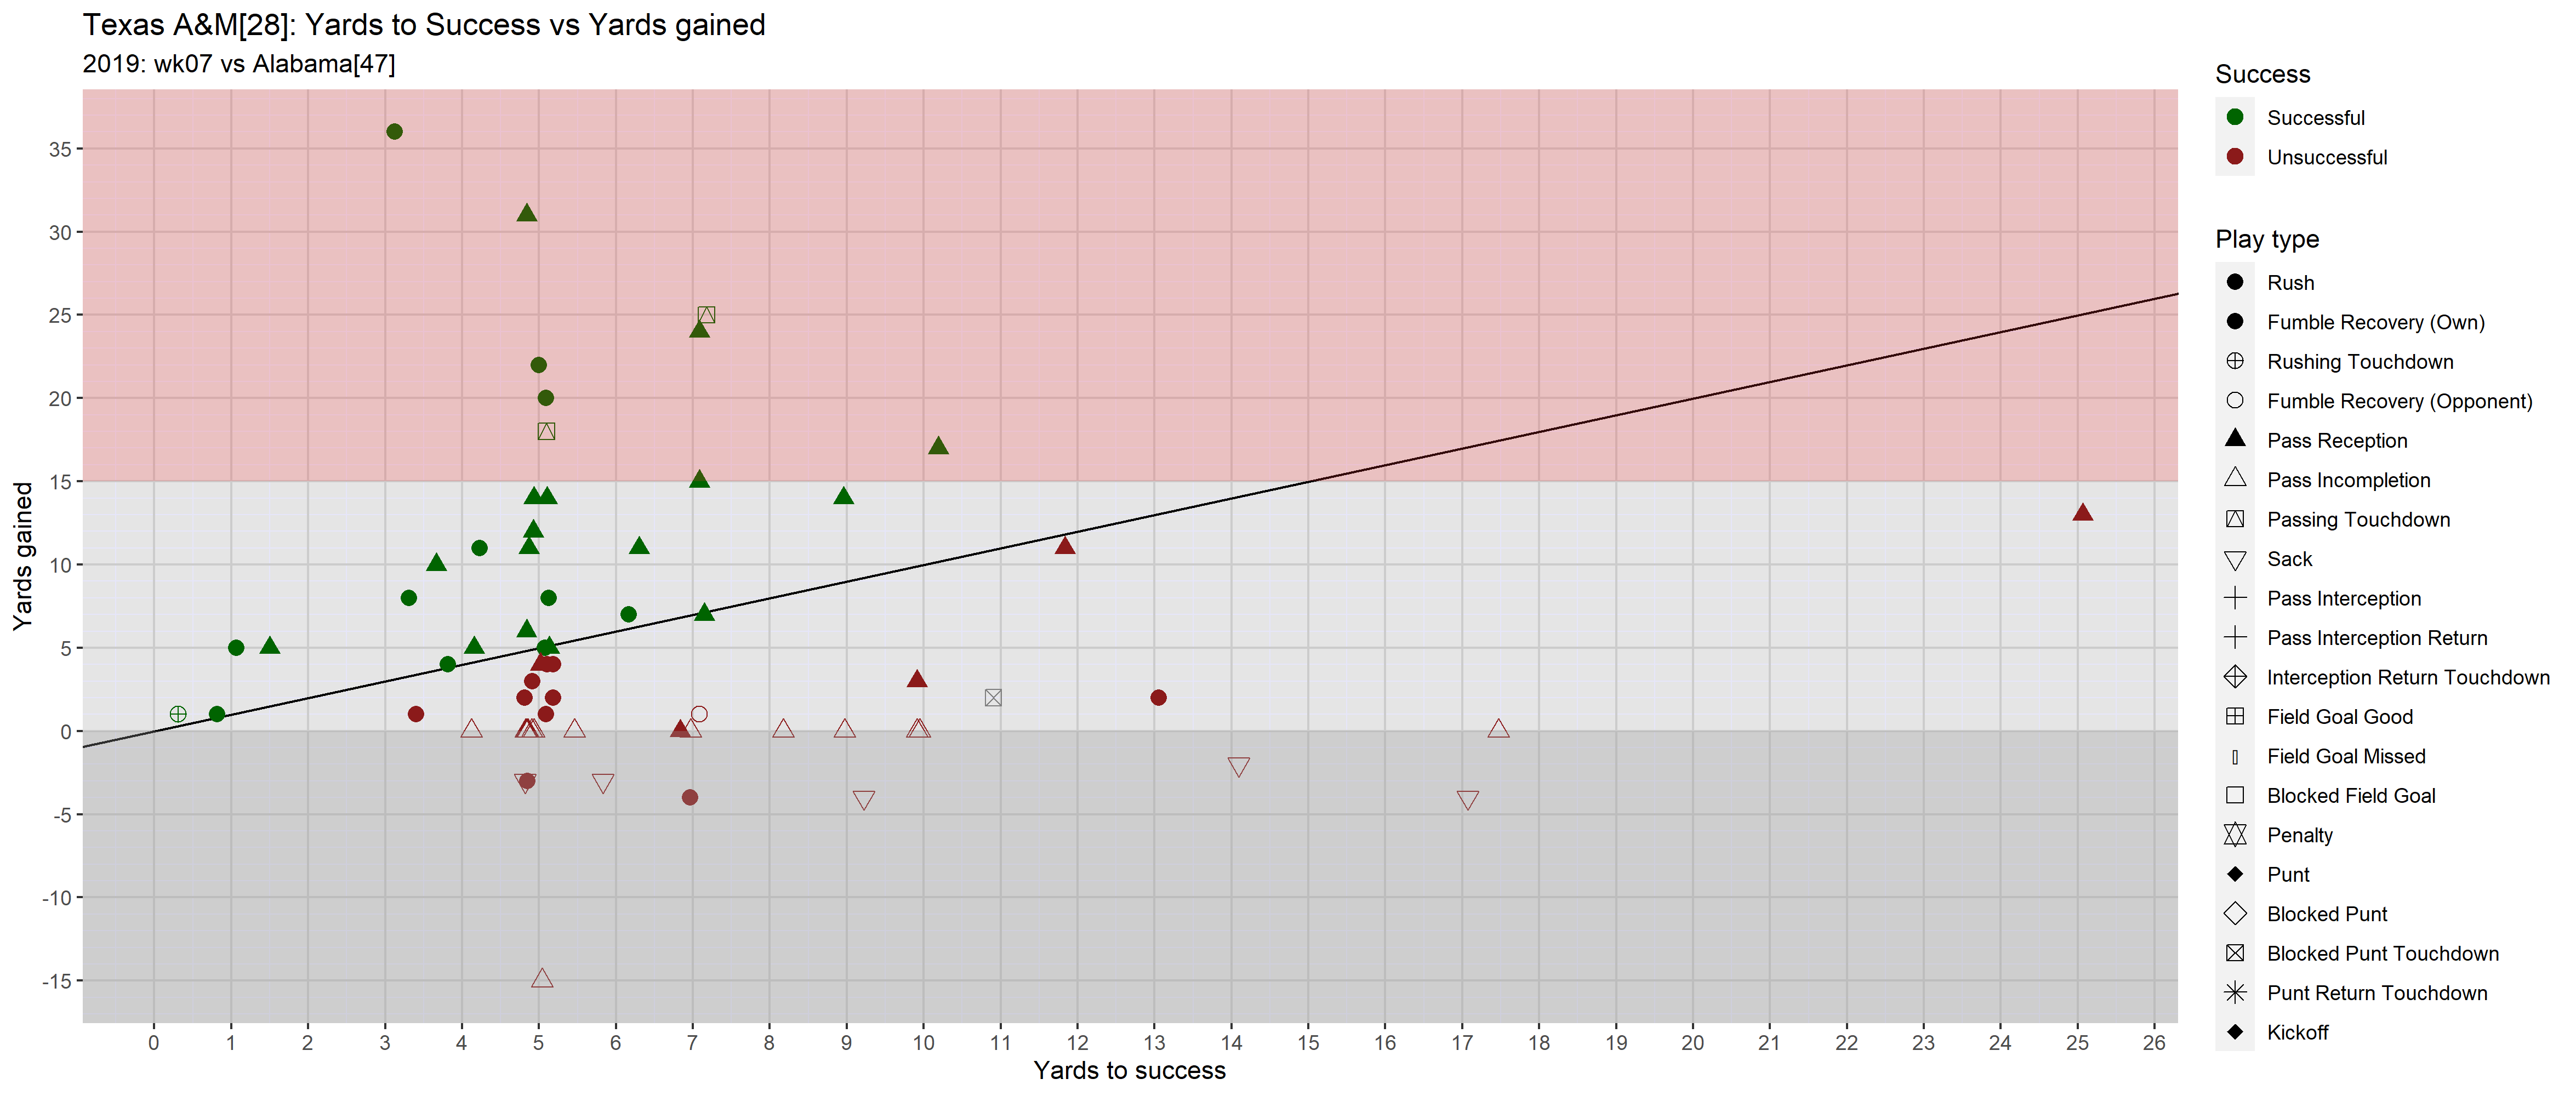 Texas A&M[28]: Yards to Success vs Yards gained
2019: wk07 vs Alabama[47]
Yards gained
35
30
25
20
15
10
5
0
-5
-10
-15
0 1 2 3 4 5 6 7 8 9 10 11 12 13 14 15 16 17 18 19 20 21 22 23 24 25 26
Yards to success
Success
Successful
Unsuccessful
Play type
Rush
Fumble Recovery (Own)
Rushing Touchdown
Fumble Recovery (Opponent)
Pass Reception
Pass Incompletion
Passing Touchdown
Sack
Pass Interception
Pass Interception Return
Interception Return Touchdown
Field Goal Good
Field Goal Missed
Blocked Field Goal
Penalty
Punt
Blocked Punt
Blocked Punt Touchdown
Punt Return Touchdown
Kickoff